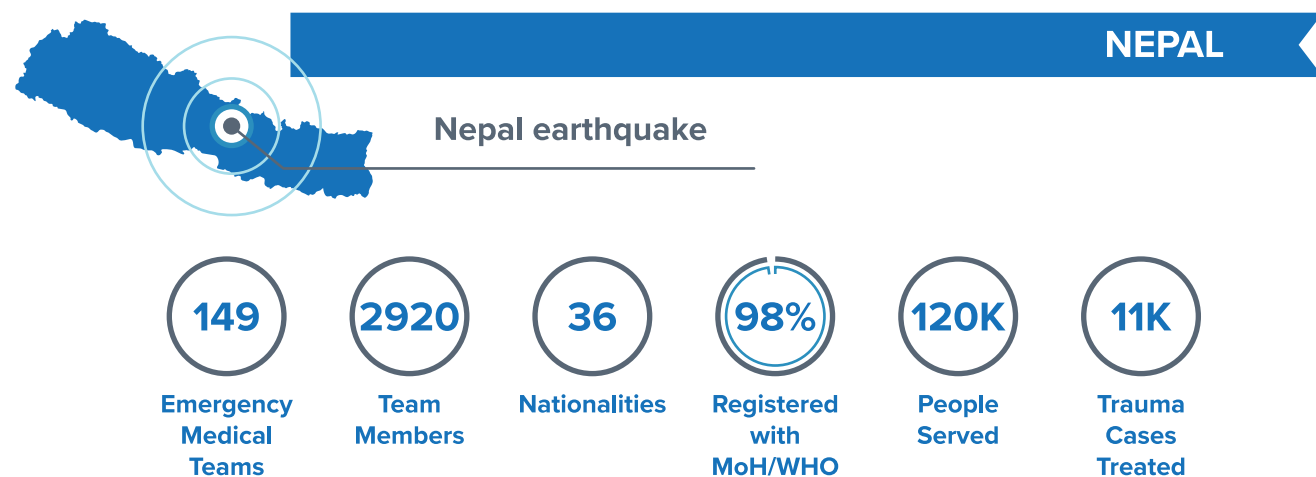 NEPAL
Nepal earthquake
149
Emergency
Medical
Teams
2920
Team
Members
36
Nationalities
98%
Registered
with
MoH/WHO
120K
People
Served
11K
Trauma
Cases
Treated